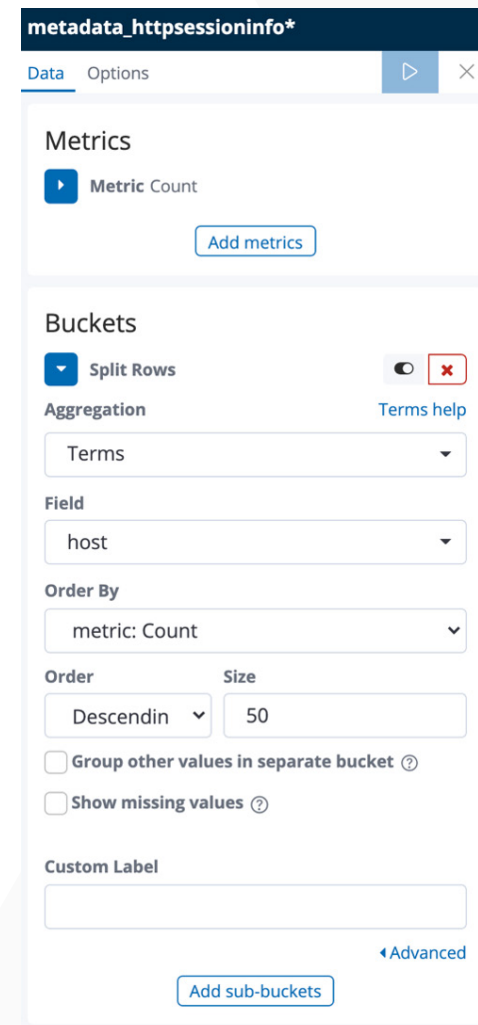 metadata_httpsessioninfo*
Data Options
Metrics
Metric Count
Add metrics
Buckets
Split Rows
Aggregation Terms help
Terms
Field
host
Order By
metric: Count
Order Size
Descendin 50
Group other values in separate bucket
Show missing values
Custom Label
Advanced
Add sub-buckets